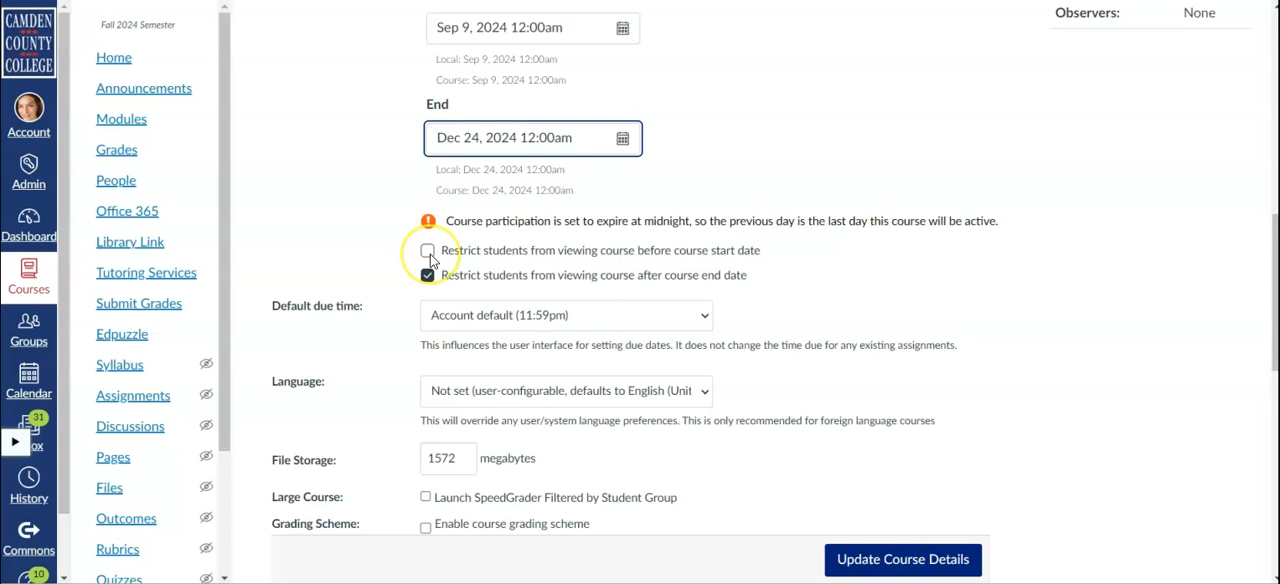 CAMDEN
COUNTY
COLLEGE
Account
Admin
Dashboard
Courses
Groups
Calendar
31
ox
History
Commons
10
Fall 2024 Semester
Home
Announcements
Modules
Grades
People
Office 365
Library Link
Tutoring Services
Submit Grades
Edpuzzle
Syllabus
Assignments
Discussions
Pages
Files
Outcomes
Rubrics
Quizzes
Sep 9, 2024 12:00am
Local: Sep 9, 2024 12:00am
Course: Sep 9, 2024 12:00am
End
Dec 24, 2024 12:00am
Local: Dec 24, 2024 12:00am
Course: Dec 24, 2024 12:00am
Course participation is set to expire at midnight, so the previous day is the last day this course will be active.
Restrict students from viewing course before course start date
Restrict students from viewing course after course end date
Default due time:
Account default (11:59pm)
This influences the user interface for setting due dates. It does not change the time due for any existing assignments.
Language:
Not set (user-configurable, defaults to English (Unit
This will override any user/system language preferences. This is only recommended for foreign language courses
File Storage:
1572 megabytes
Large Course:
Launch SpeedGrader Filtered by Student Group
Grading Scheme:
Enable course grading scheme
Update Course Details
Observers: None